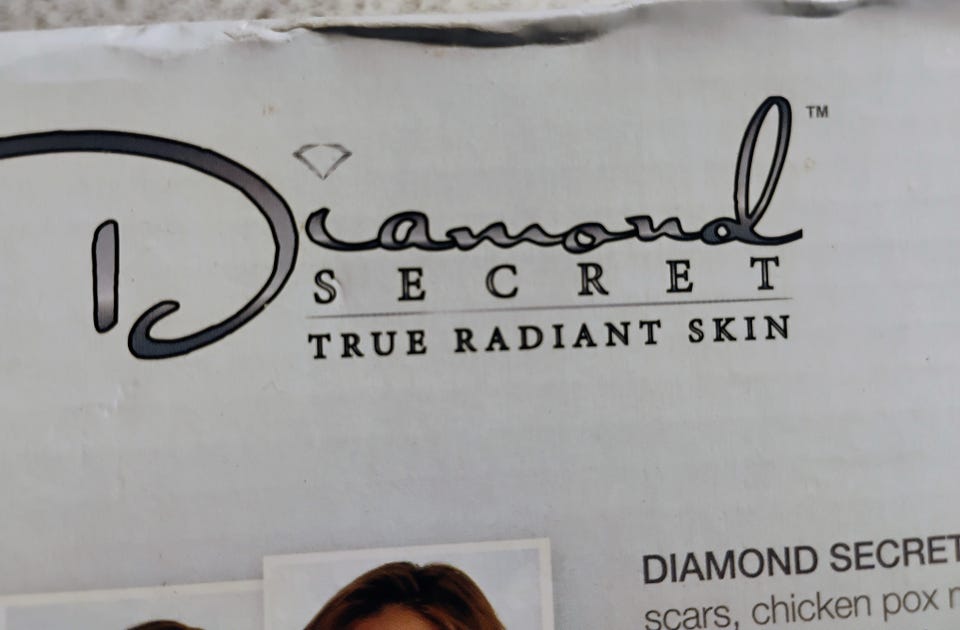 Diamond™
SECRET
TRUE RADIANT SKIN
DIAMOND SECRET
scars, chicken pox